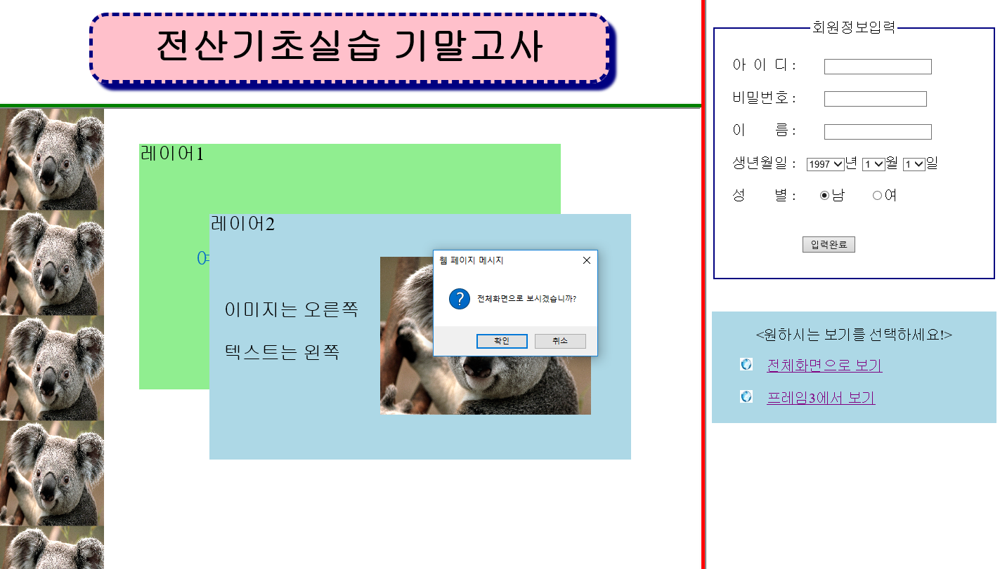 전산기초실습 기말고사
레이어1
레이어2
이미지는 오른쪽
텍스트는 왼쪽
웹 페이지 메시지
전체화면으로 보시겠습니까?
확인 취소
회원정보입력
아 이 디 :
비밀번호 :
이 름 :
생년월일 : 1997 년 1 월 1 일
성 별 : 남 여
입력완료
<원하시는 보기를 선택하세요!>
전체화면으로 보기
프레임3에서 보기